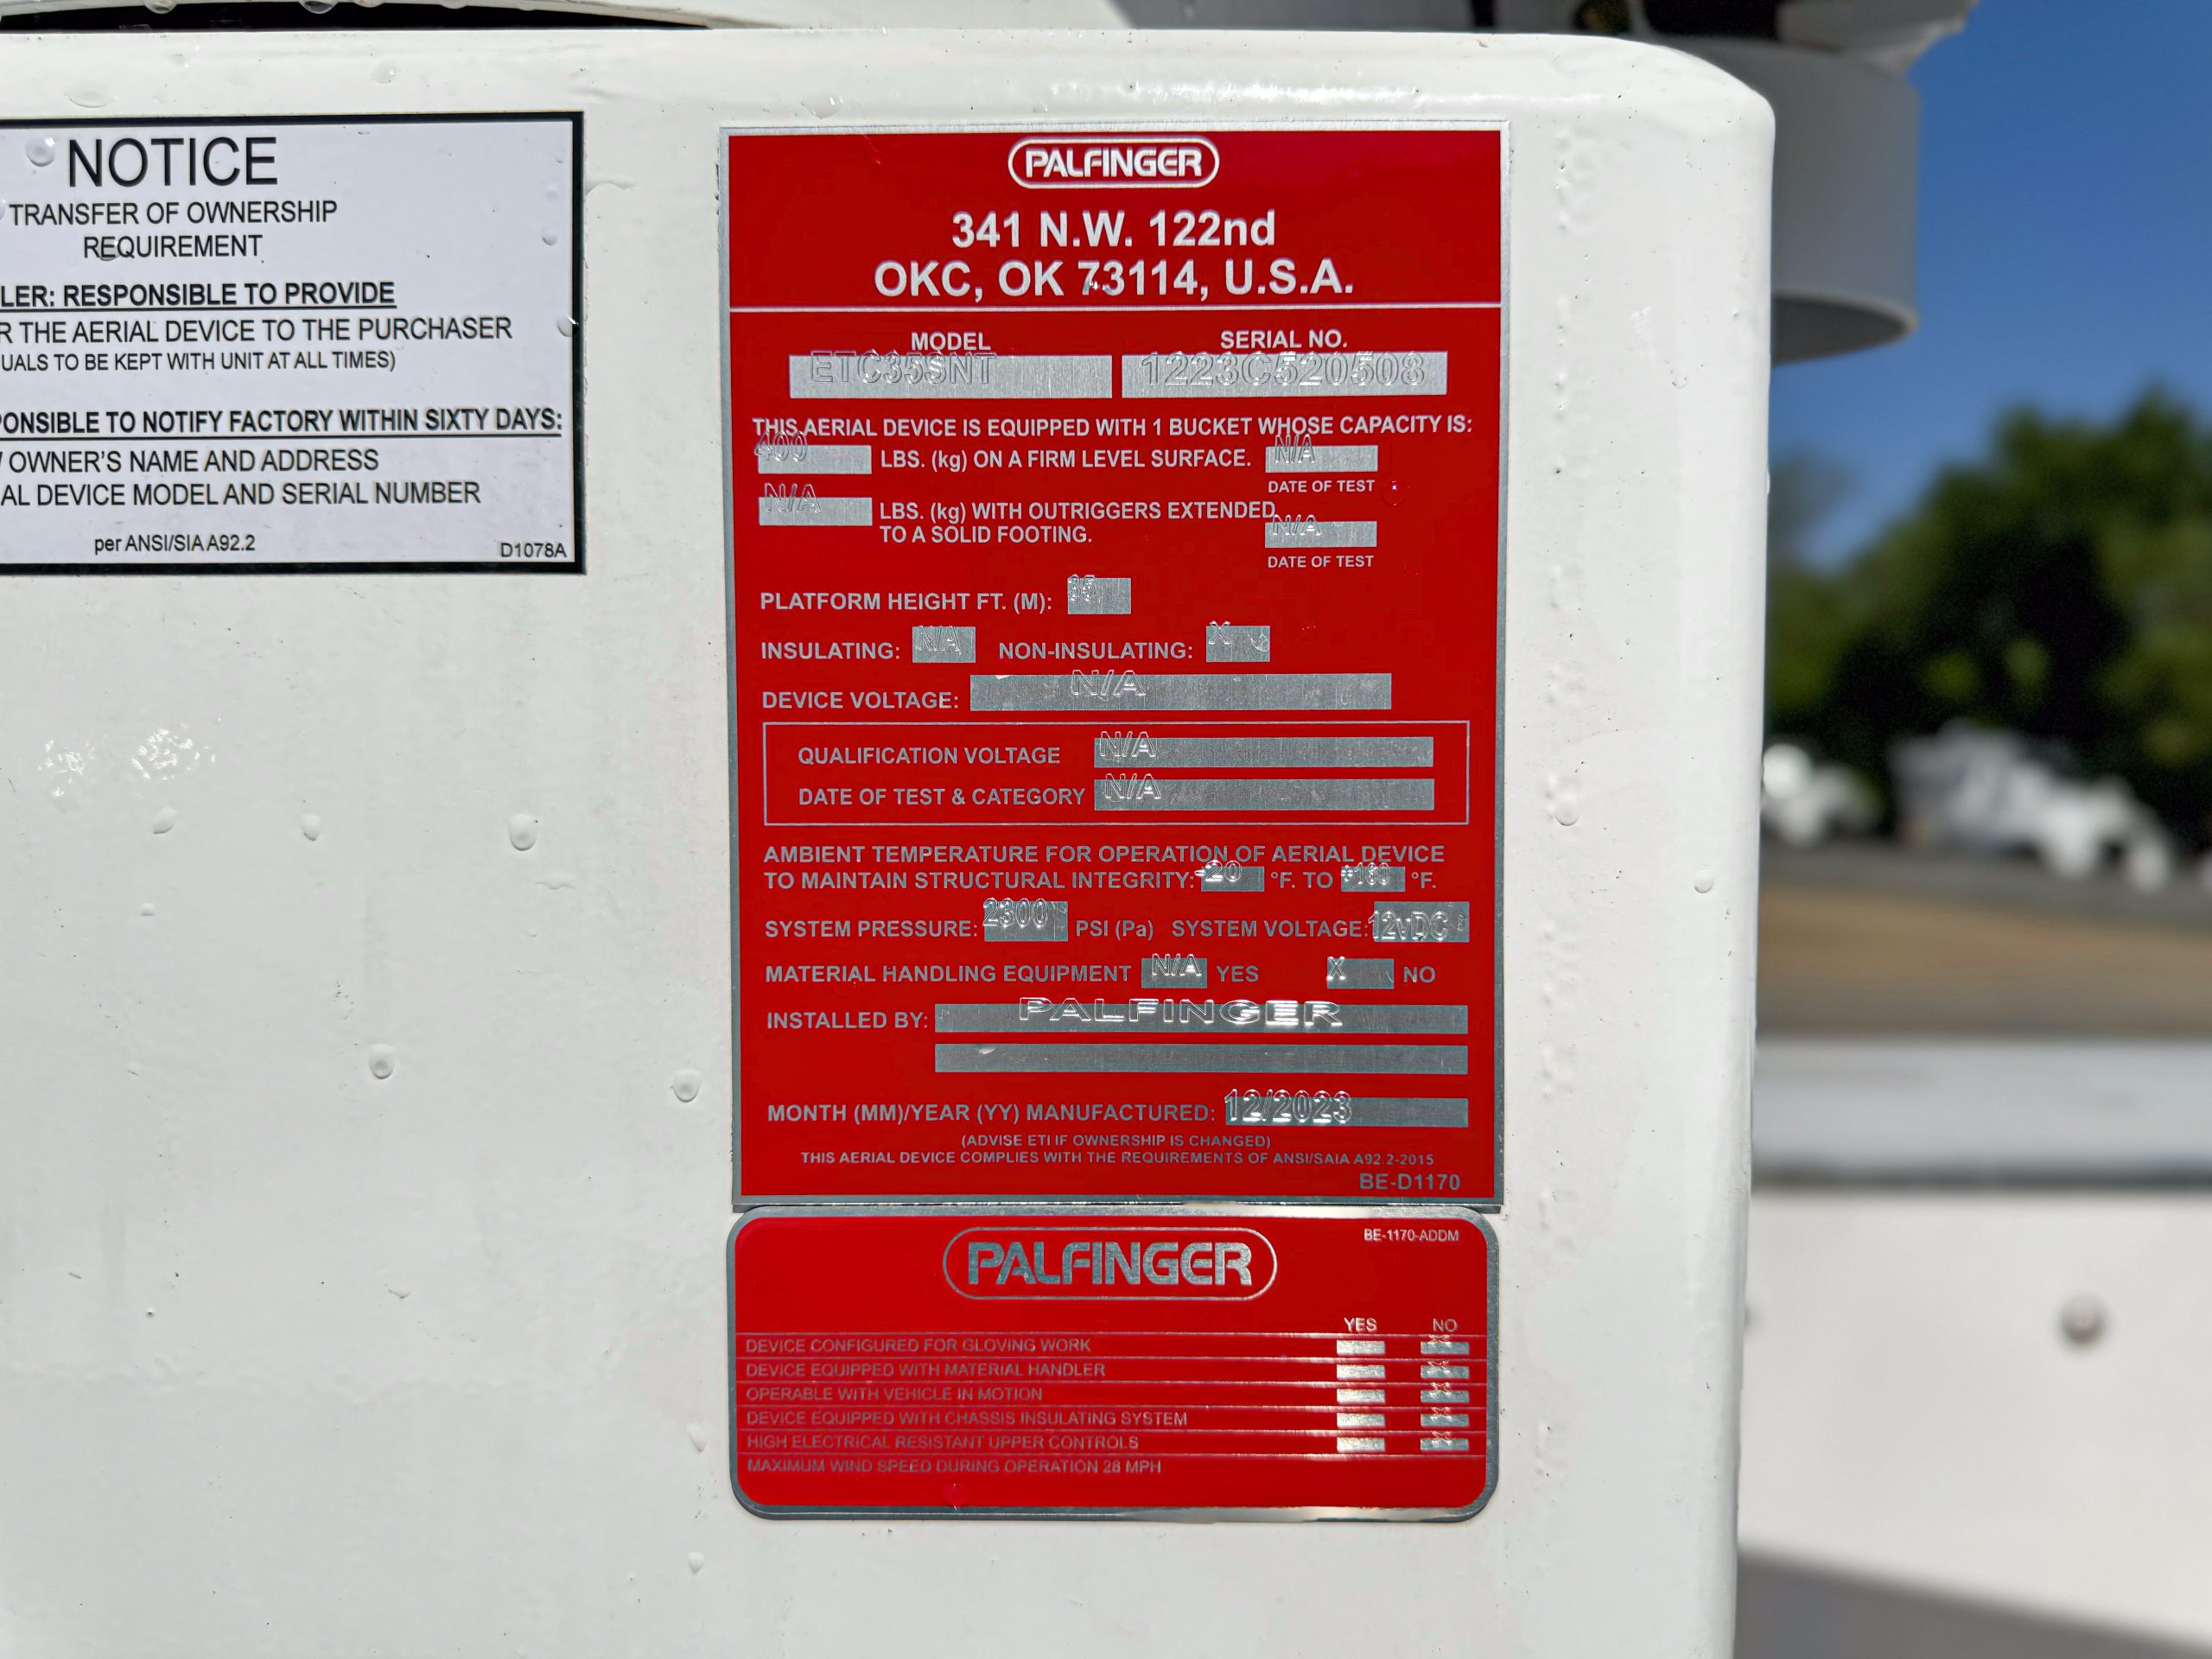 NOTICE
TRANSFER OF OWNERSHIP
REQUIREMENT
LER: RESPONSIBLE TO PROVIDE
R THE AERIAL DEVICE TO THE PURCHASER
UALS TO BE KEPT WITH UNIT AT ALL TIMES)
ONSIBLE TO NOTIFY FACTORY WITHIN SIXTY DAYS:
OWNER'S NAME AND ADDRESS
AL DEVICE MODEL AND SERIAL NUMBER
per ANSI/SIA A92.2
D1078A
PALFINGER
341 N.W. 122nd
OKC, OK 73114, U.S.A.
MODEL SERIAL NO.
ETC35SNT 1223C520508
THIS AERIAL DEVICE IS EQUIPPED WITH 1 BUCKET WHOSE CAPACITY IS:
400 LBS. (kg) ON A FIRM LEVEL SURFACE. N/A
DATE OF TEST
N/A LBS. (kg) WITH OUTRIGGERS EXTENDED
TO A SOLID FOOTING. N/A
DATE OF TEST
PLATFORM HEIGHT FT. (M): 35
INSULATING: N/A NON-INSULATING: X
DEVICE VOLTAGE: N/A
QUALIFICATION VOLTAGE N/A
DATE OF TEST & CATEGORY N/A
AMBIENT TEMPERATURE FOR OPERATION OF AERIAL DEVICE
TO MAINTAIN STRUCTURAL INTEGRITY: -20 °F. TO °F.
SYSTEM PRESSURE: 2300 PSI (Pa) SYSTEM VOLTAGE: 12VDC
MATERIAL HANDLING EQUIPMENT N/A YES X NO
INSTALLED BY: PALFINGER
MONTH (MM)/YEAR (YY) MANUFACTURED: 12/2023
(ADVISE ETI IF OWNERSHIP IS CHANGED)
THIS AERIAL DEVICE COMPLIES WITH THE REQUIREMENTS OF ANSI/SAIA A92.2-2015
BE-D1170
BE-1170-ADDM
PALFINGER
YES NO
DEVICE CONFIGURED FOR GLOVING WORK X
DEVICE EQUIPPED WITH MATERIAL HANDLER X
OPERABLE WITH VEHICLE IN MOTION X
DEVICE EQUIPPED WITH CHASSIS INSULATING SYSTEM X
HIGH ELECTRICAL RESISTANT UPPER CONTROLS X
MAXIMUM WIND SPEED DURING OPERATION 28 MPH